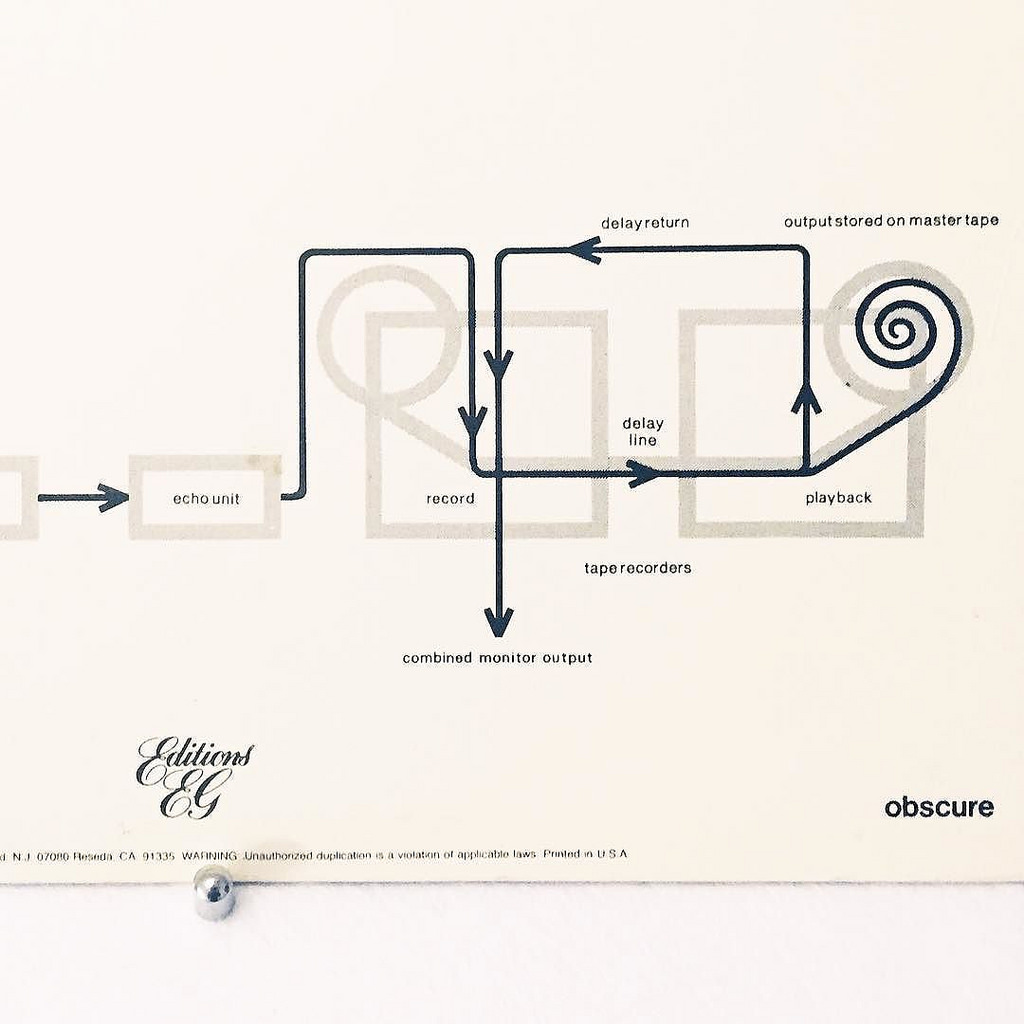 delay return
output stored on master tape
delay
line
echo unit
record
playback
tape recorders
combined monitor output
Editions
EG
obscure
N.J. 07080 Reseda, CA. 91335. WARNING: Unauthorized duplication is a violation of applicable laws. Printed in U.S.A.